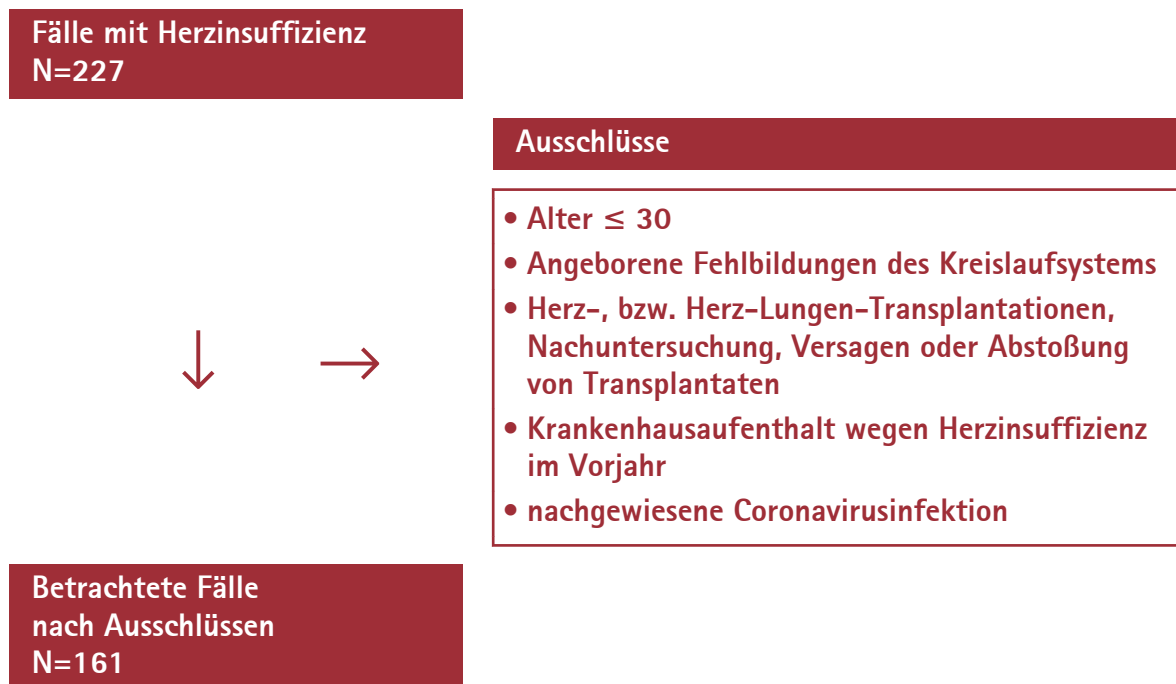 Fälle mit Herzinsuffizienz
N=227
Ausschlüsse
• Alter ≤ 30
• Angeborene Fehlbildungen des Kreislaufsystems
• Herz-, bzw. Herz-Lungen-Transplantationen,
Nachuntersuchung, Versagen oder Abstoßung
von Transplantaten
• Krankenhausaufenthalt wegen Herzinsuffizienz
im Vorjahr
• nachgewiesene Coronavirusinfektion
Betrachtete Fälle
nach Ausschlüssen
N=161